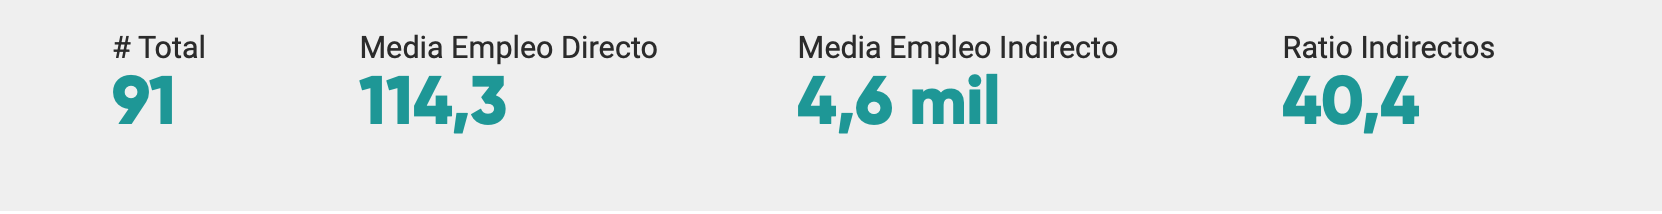 # Total
91
Media Empleo Directo
114,3
Media Empleo Indirecto
4,6 mil
Ratio Indirectos
40,4